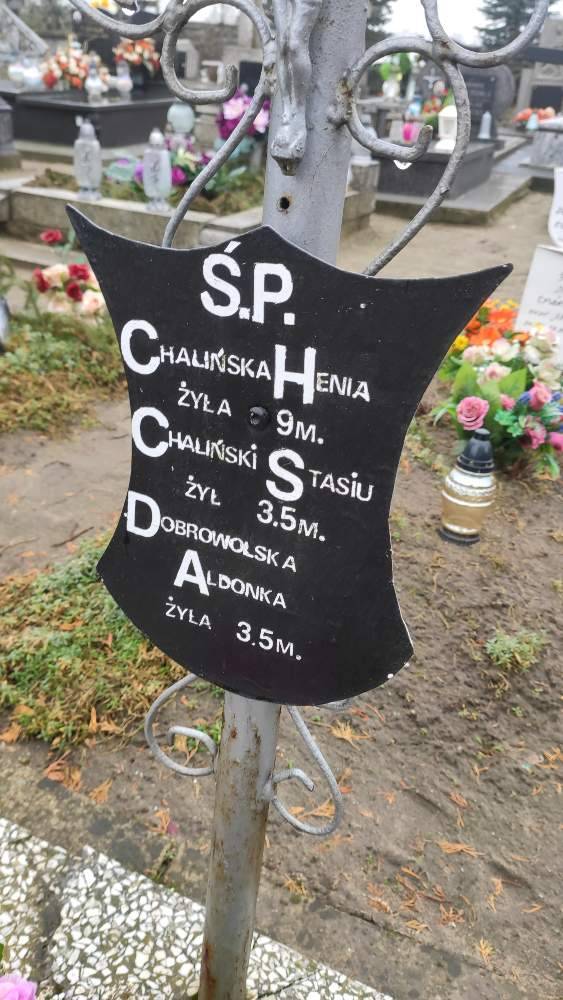 Ś.P.
CHALIŃSKA HENIA
ŻYŁA 9M.
CHALIŃSKI STASIU
ŻYŁ 3.5M.
DOBROWOLSKA
ALDONKA
ŻYŁA 3.5M.